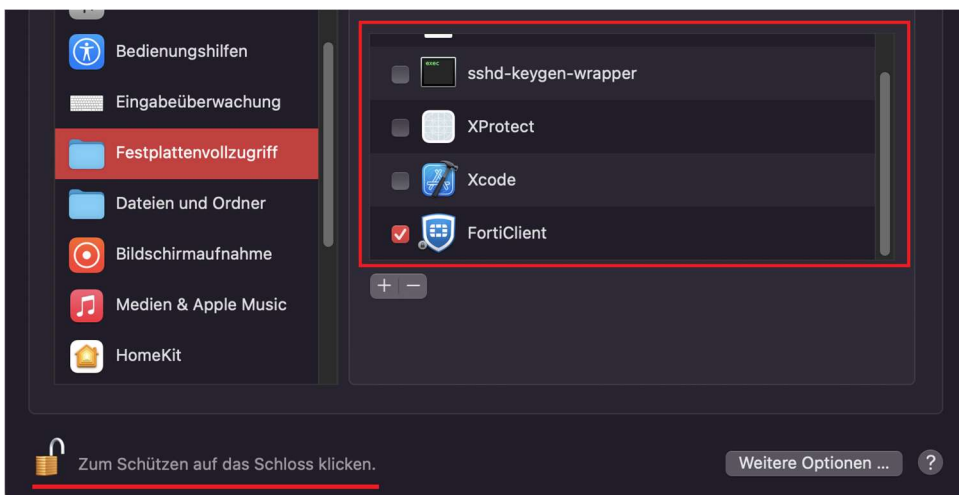 Bedienungshilfen
Eingabeüberwachung
Festplattenvollzugriff
Dateien und Ordner
Bildschirmaufnahme
Medien & Apple Music
HomeKit
exec
sshd-keygen-wrapper
XProtect
Xcode
FortiClient
+ −
Zum Schützen auf das Schloss klicken.
Weitere Optionen ...
?